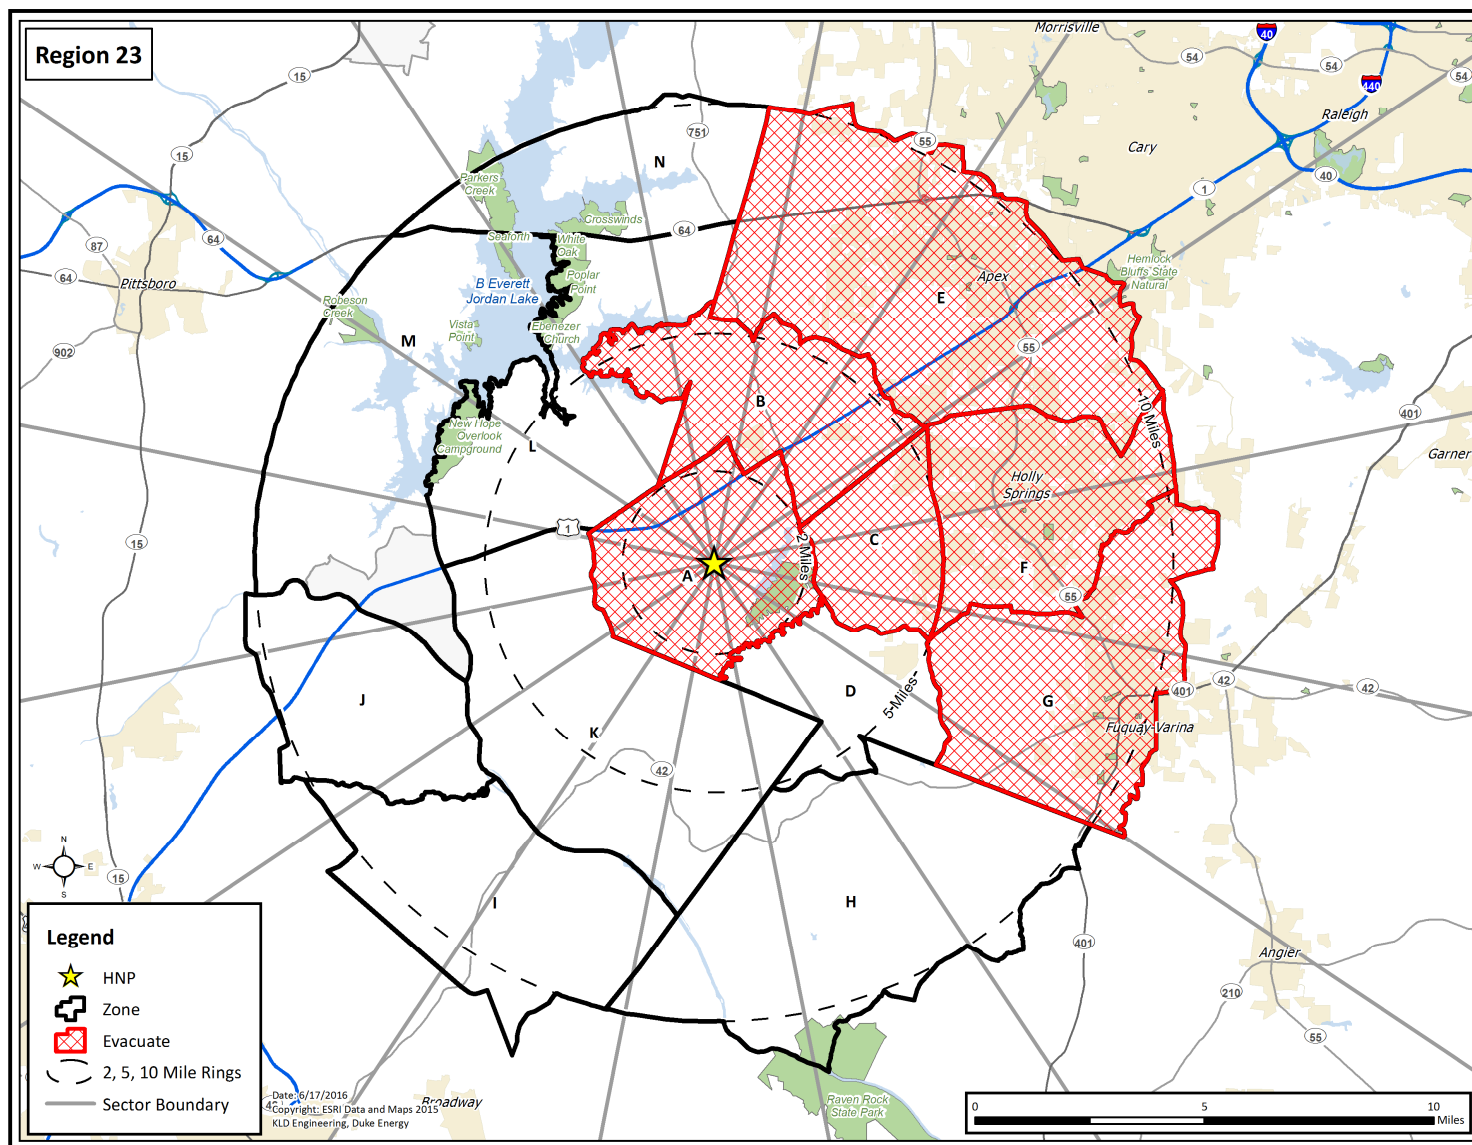 Region 23
Morrisville
40
54
54
54
440
Raleigh
15
751
55
Cary
N
15
40
1
Parkers
Creek
Crosswinds
64
Seaforth
White
Oak
64
87
64
Hemlock
Bluffs State
Natural
Pittsboro
B Everett
Jordan Lake
Poplar
Point
Apex
E
Robeson
Creek
Vista
Point
Ebenezer
Church
M
902
55
B
10 Miles
401
New Hope
Overlook
Campground
L
Garner
Holly
Springs
1
15
C
2 Miles
A
F
55
J
D
5 Miles
G
42
42
401
Fuquay-Varina
K
42
N
W
E
S
15
I
H
401
Angier
210
55
Legend
HNP
Zone
Evacuate
2, 5, 10 Mile Rings
Sector Boundary
Date: 6/17/2016
Copyright: ESRI Data and Maps 2015
KLD Engineering, Duke Energy
Broadway
Raven Rock
State Park
0
5
10
Miles